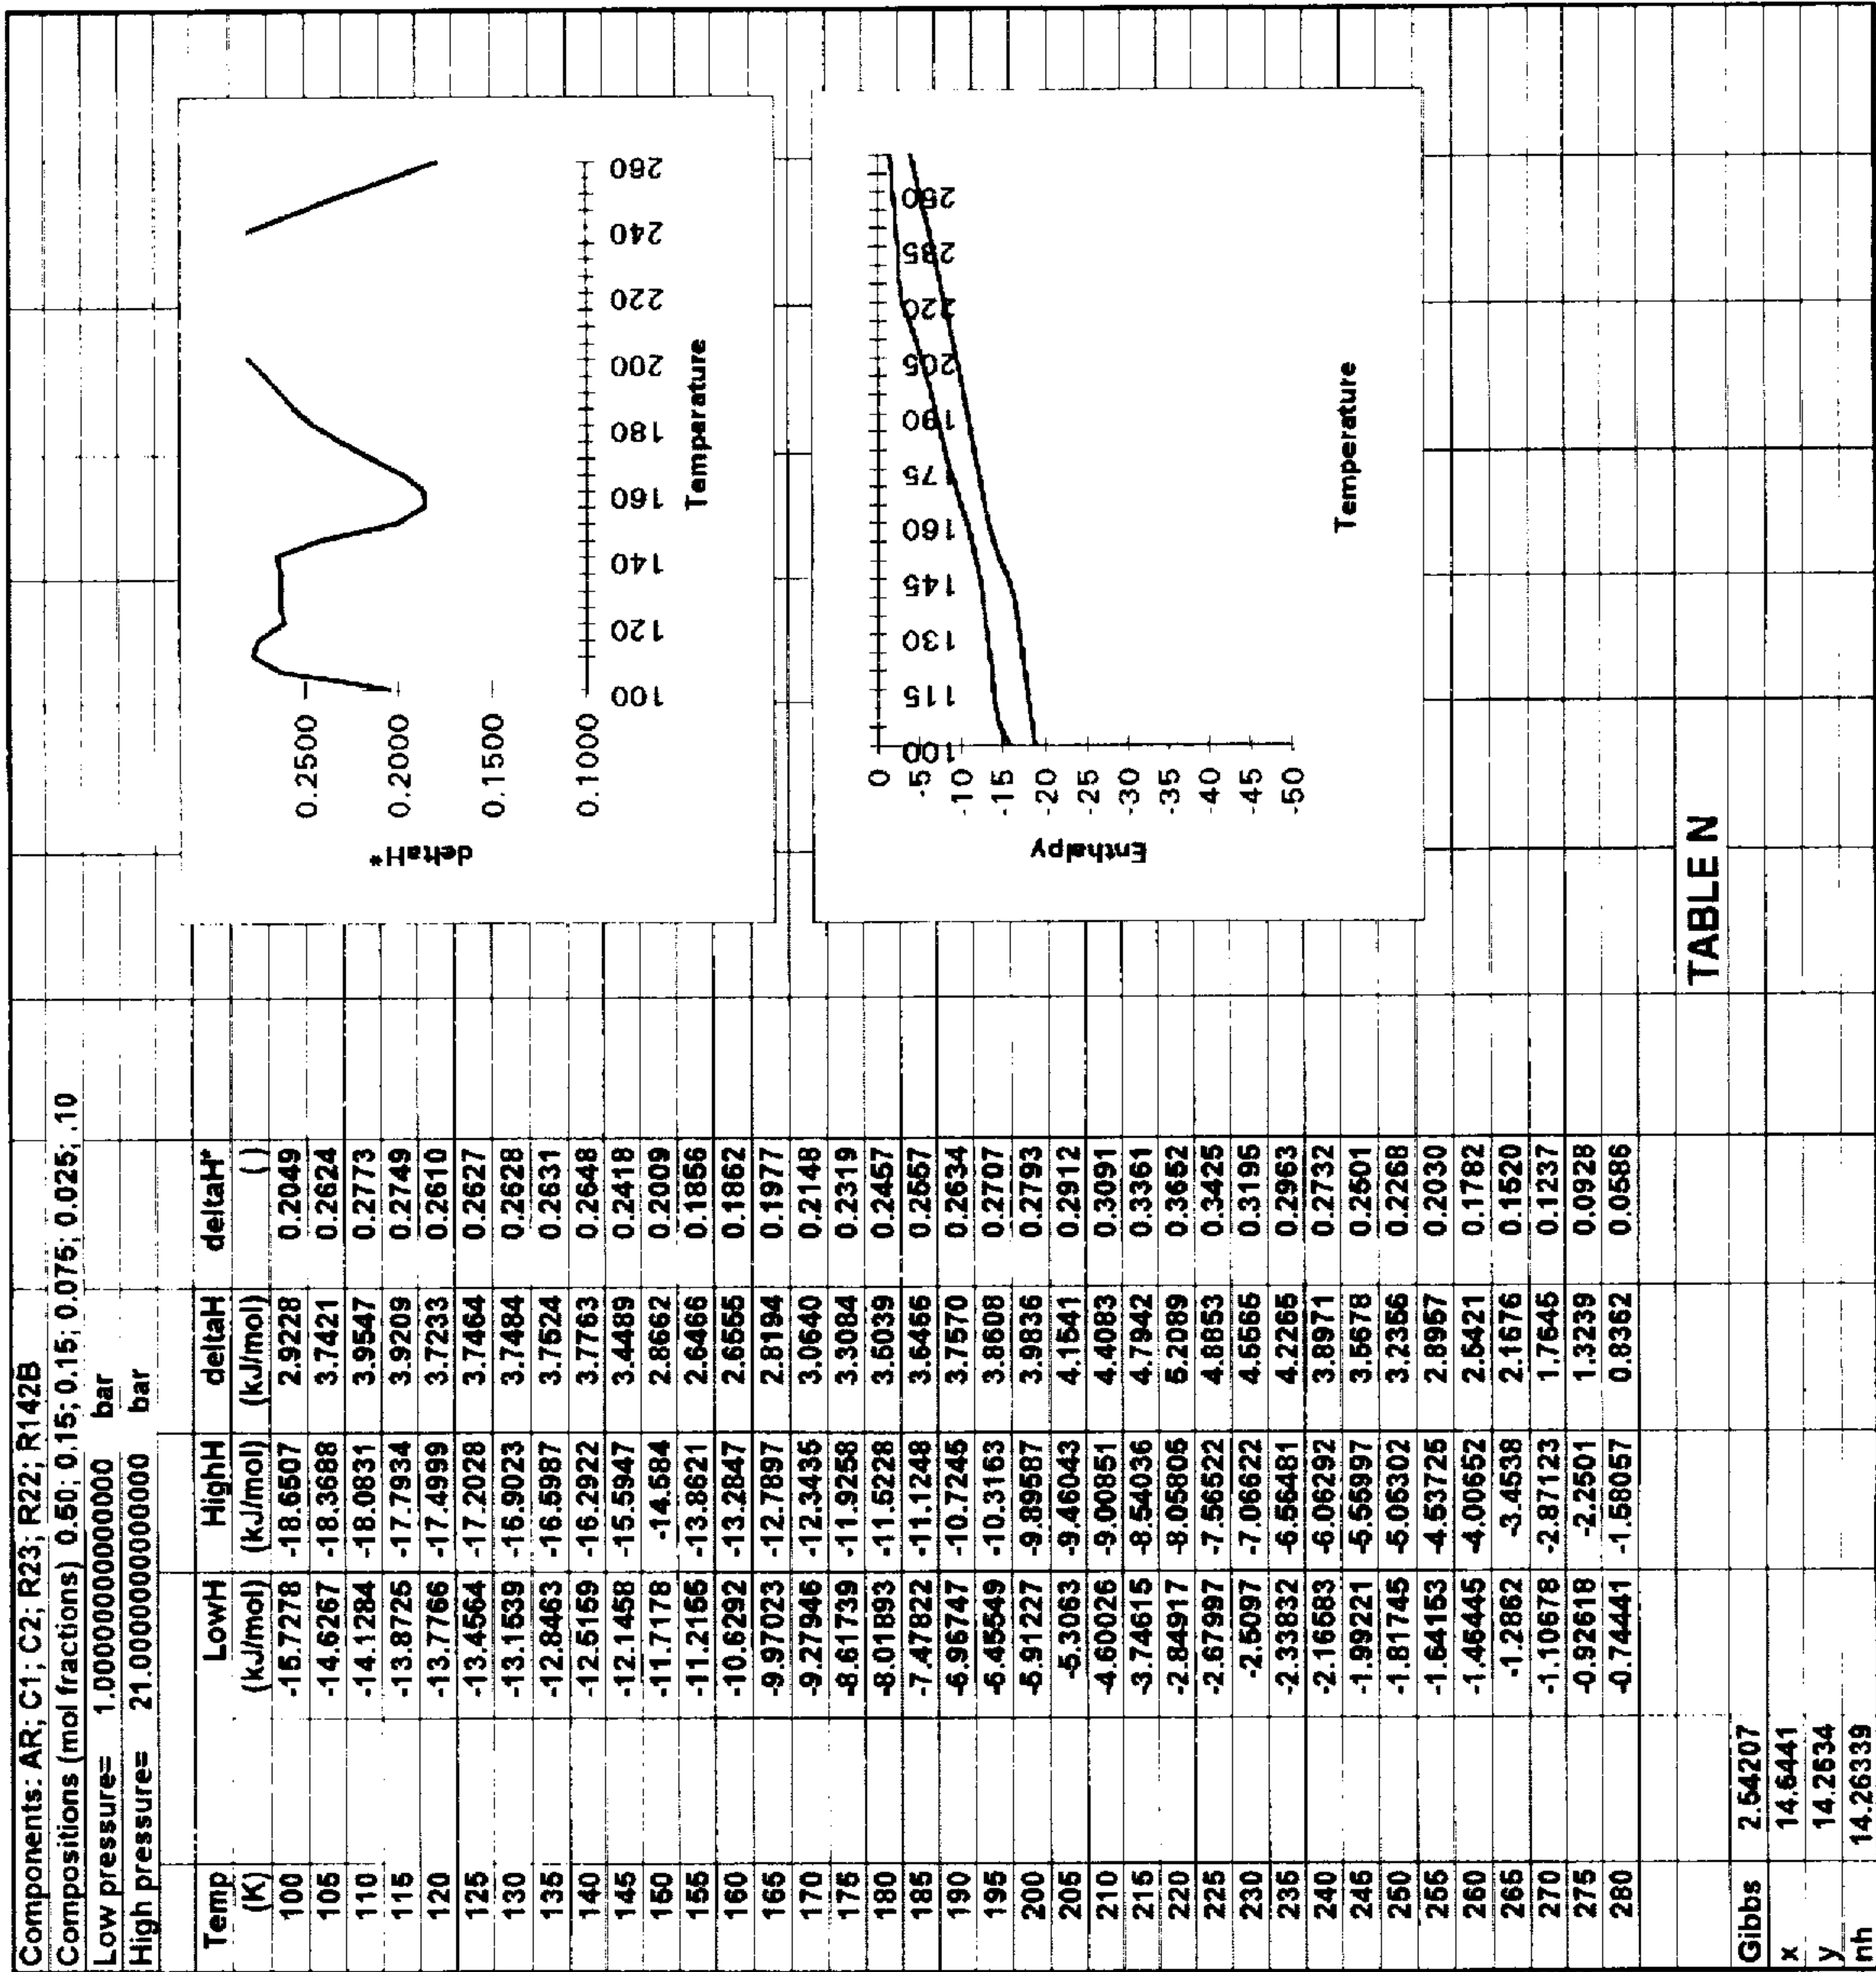 Components: AR; C1; C2; R23; R22; R142B
Compositions (mol fractions) 0.50; 0.15; 0.15; 0.075; 0.025; .10
Low pressure= 1.00000000000000 bar
High pressure= 21.00000000000000 bar
Temp LowH HighH deltaH deltaH*
(K) (kJ/mol) (kJ/mol) (kJ/mol) ( )
100 -15.7278 -18.6507 2.9228 0.2049
105 -14.6267 -18.3688 3.7421 0.2624
110 -14.1284 -18.0831 3.9547 0.2773
115 -13.8725 -17.7934 3.9209 0.2749
120 -13.7766 -17.4999 3.7233 0.2610
125 -13.4564 -17.2028 3.7464 0.2627
130 -13.1539 -16.9023 3.7484 0.2628
135 -12.8463 -16.5987 3.7524 0.2631
140 -12.5159 -16.2922 3.7763 0.2648
145 -12.1458 -15.5947 3.4489 0.2418
150 -11.7178 -14.584 2.8662 0.2009
155 -11.2155 -13.8621 2.6466 0.1856
160 -10.6292 -13.2847 2.6555 0.1862
165 -9.97023 -12.7897 2.8194 0.1977
170 -9.27946 -12.3435 3.0640 0.2148
175 -8.61739 -11.9258 3.3084 0.2319
180 -8.01893 -11.5228 3.5039 0.2457
185 -7.47822 -11.1248 3.6466 0.2557
190 -6.96747 -10.7245 3.7570 0.2634
195 -6.45549 -10.3163 3.8608 0.2707
200 -5.91227 -9.89587 3.9836 0.2793
205 -5.3063 -9.46043 4.1541 0.2912
210 -4.60026 -9.00851 4.4083 0.3091
215 -3.74615 -8.54036 4.7942 0.3361
220 -2.84917 -8.05805 5.2089 0.3652
225 -2.67997 -7.56522 4.8853 0.3425
230 -2.5097 -7.06622 4.5565 0.3195
235 -2.33832 -6.56481 4.2265 0.2963
240 -2.16583 -6.06292 3.8971 0.2732
245 -1.99221 -5.55997 3.5678 0.2501
250 -1.81745 -5.05302 3.2356 0.2268
255 -1.64153 -4.53725 2.8957 0.2030
260 -1.46445 -4.00652 2.5421 0.1782
265 -1.2862 -3.4538 2.1676 0.1520
270 -1.10678 -2.87123 1.7645 0.1237
275 -0.92618 -2.2501 1.3239 0.0928
280 -0.74441 -1.58057 0.8362 0.0586
Gibbs 2.54207
x 14.6441
y 14.2634
nh 14.26339
deltaH*
0.2500
0.2000
0.1500
0.1000
100 120 140 160 180 200 220 240 260
Temperature
Enthalpy
0
-5
-10
-15
-20
-25
-30
-35
-40
-45
-50
100 115 130 145 160 175 190 205 220 235 250
Temperature
TABLE N